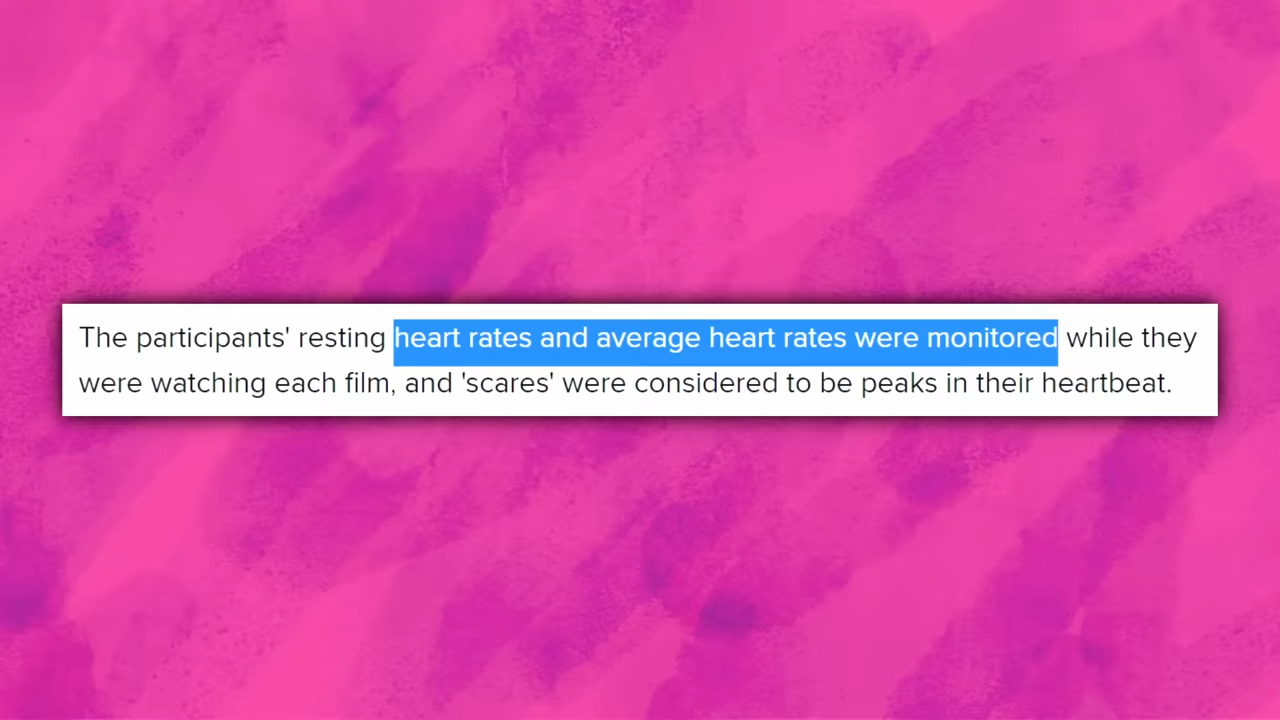 The participants' resting heart rates and average heart rates were monitored while they
were watching each film, and 'scares' were considered to be peaks in their heartbeat.